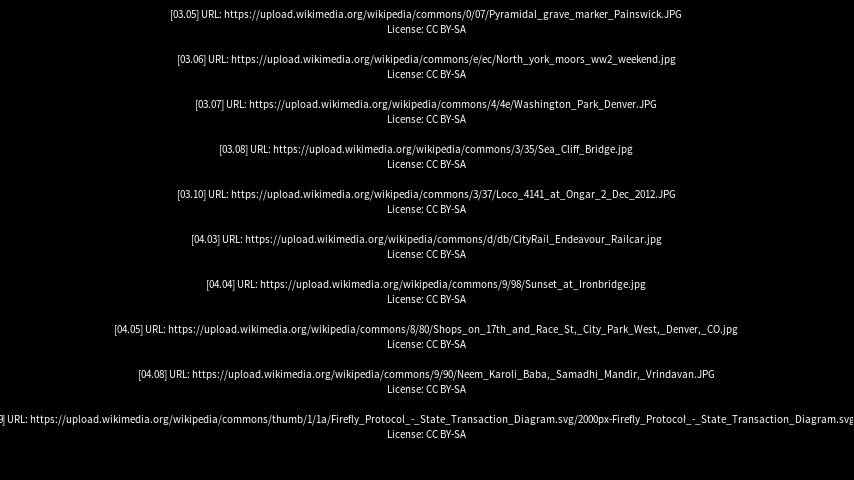 [03.05] URL: https://upload.wikimedia.org/wikipedia/commons/0/07/Pyramidal_grave_marker_Painswick.JPG
License: CC BY-SA
[03.06] URL: https://upload.wikimedia.org/wikipedia/commons/e/ec/North_york_moors_ww2_weekend.jpg
License: CC BY-SA
[03.07] URL: https://upload.wikimedia.org/wikipedia/commons/4/4e/Washington_Park_Denver.JPG
License: CC BY-SA
[03.08] URL: https://upload.wikimedia.org/wikipedia/commons/3/35/Sea_Cliff_Bridge.jpg
License: CC BY-SA
[03.10] URL: https://upload.wikimedia.org/wikipedia/commons/3/37/Loco_4141_at_Ongar_2_Dec_2012.JPG
License: CC BY-SA
[04.03] URL: https://upload.wikimedia.org/wikipedia/commons/d/db/CityRail_Endeavour_Railcar.jpg
License: CC BY-SA
[04.04] URL: https://upload.wikimedia.org/wikipedia/commons/9/98/Sunset_at_Ironbridge.jpg
License: CC BY-SA
[04.05] URL: https://upload.wikimedia.org/wikipedia/commons/8/80/Shops_on_17th_and_Race_St,_City_Park_West,_Denver,_CO.jpg
License: CC BY-SA
[04.08] URL: https://upload.wikimedia.org/wikipedia/commons/9/90/Neem_Karoli_Baba,_Samadhi_Mandir,_Vrindavan.JPG
License: CC BY-SA
9] URL: https://upload.wikimedia.org/wikipedia/commons/thumb/1/1a/Firefly_Protocol_-_State_Transaction_Diagram.svg/2000px-Firefly_Protocol_-_State_Transaction_Diagram.svg
License: CC BY-SA